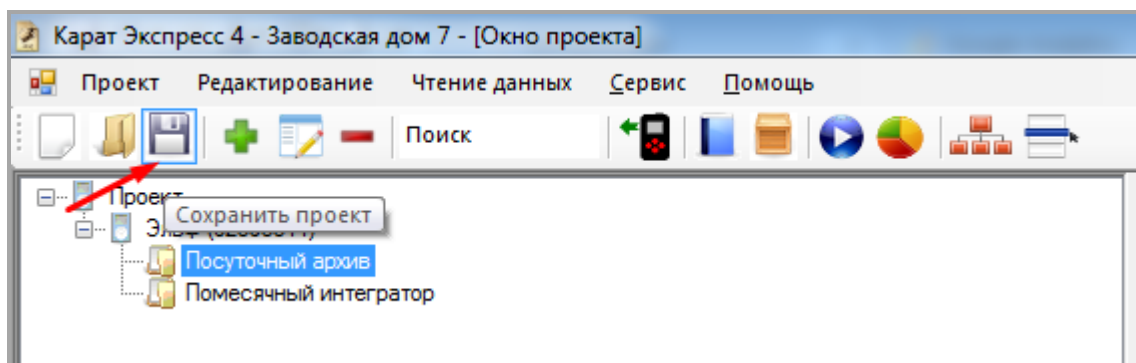 Карат Экспресс 4 - Заводская дом 7 - [Окно проекта]
Проект Редактирование Чтение данных Сервис Помощь
Поиск
Проект
Сохранить проект
Посуточный архив
Помесячный интегратор